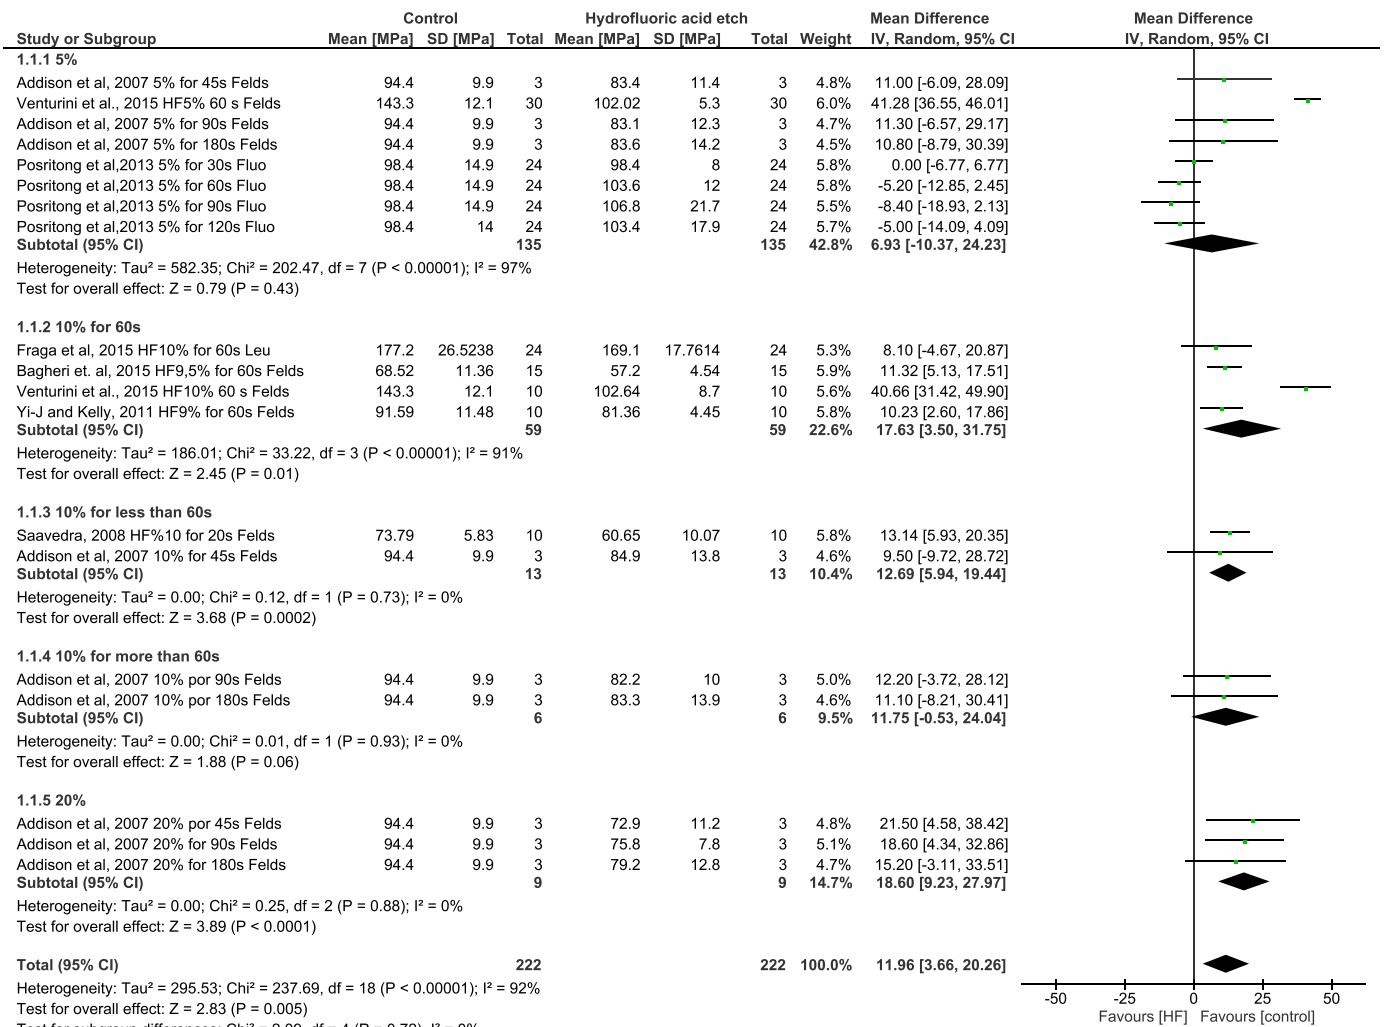 Control Hydrofluoric acid etch Mean Difference Mean Difference
Study or Subgroup Mean [MPa] SD [MPa] Total Mean [MPa] SD [MPa] Total Weight IV, Random, 95% CI IV, Random, 95% CI
1.1.1 5%
Addison et al, 2007 5% for 45s Felds 94.4 9.9 3 83.4 11.4 3 4.8% 11.00 [-6.09, 28.09]
Venturini et al., 2015 HF5% 60 s Felds 143.3 12.1 30 102.02 5.3 30 6.0% 41.28 [36.55, 46.01]
Addison et al, 2007 5% for 90s Felds 94.4 9.9 3 83.1 12.3 3 4.7% 11.30 [-6.57, 29.17]
Addison et al, 2007 5% for 180s Felds 94.4 9.9 3 83.6 14.2 3 4.6% 10.80 [-8.79, 30.39]
Posritong et al,2013 5% for 30s Fluo 98.4 14.9 24 98.4 8 24 5.8% 0.00 [-6.77, 6.77]
Posritong et al,2013 5% for 60s Fluo 98.4 14.9 24 103.6 12 24 5.8% -5.20 [-12.85, 2.45]
Posritong et al,2013 5% for 90s Fluo 98.4 14.9 24 106.8 21.7 24 5.5% -8.40 [-18.93, 2.13]
Posritong et al,2013 5% for 120s Fluo 98.4 14 24 103.4 17.9 24 5.7% -5.00 [-14.09, 4.09]
Subtotal (95% CI) 135 135 42.8% 6.93 [-10.37, 24.23]
Heterogeneity: Tau² = 582.35; Chi² = 202.47, df = 7 (P < 0.00001); I² = 97%
Test for overall effect: Z = 0.79 (P = 0.43)
1.1.2 10% for 60s
Fraga et al, 2015 HF10% for 60s Leu 177.2 26.5238 24 169.1 17.7614 24 5.3% 8.10 [-4.67, 20.87]
Bagheri et. al, 2015 HF9,5% for 60s Felds 68.52 11.36 15 57.2 4.54 15 5.9% 11.32 [5.13, 17.51]
Venturini et al., 2015 HF10% 60 s Felds 143.3 12.1 10 102.64 8.7 10 5.6% 40.66 [31.42, 49.90]
Yi-J and Kelly, 2011 HF9% for 60s Felds 91.59 11.48 10 81.36 4.45 10 5.8% 10.23 [2.60, 17.86]
Subtotal (95% CI) 59 59 22.6% 17.63 [3.50, 31.75]
Heterogeneity: Tau² = 186.01; Chi² = 33.22, df = 3 (P < 0.00001); I² = 91%
Test for overall effect: Z = 2.45 (P = 0.01)
1.1.3 10% for less than 60s
Saavedra, 2008 HF%10 for 20s Felds 73.79 5.83 10 60.65 10.07 10 5.8% 13.14 [5.93, 20.35]
Addison et al, 2007 10% for 45s Felds 94.4 9.9 3 84.9 13.8 3 4.6% 9.50 [-9.72, 28.72]
Subtotal (95% CI) 13 13 10.4% 12.69 [5.94, 19.44]
Heterogeneity: Tau² = 0.00; Chi² = 0.12, df = 1 (P = 0.73); I² = 0%
Test for overall effect: Z = 3.68 (P = 0.0002)
1.1.4 10% for more than 60s
Addison et al, 2007 10% por 90s Felds 94.4 9.9 3 82.2 10 3 5.0% 12.20 [-3.72, 28.12]
Addison et al, 2007 10% por 180s Felds 94.4 9.9 3 83.3 13.9 3 4.6% 11.10 [-8.21, 30.41]
Subtotal (95% CI) 6 6 9.5% 11.75 [-0.53, 24.04]
Heterogeneity: Tau² = 0.00; Chi² = 0.01, df = 1 (P = 0.93); I² = 0%
Test for overall effect: Z = 1.88 (P = 0.06)
1.1.5 20%
Addison et al, 2007 20% por 45s Felds 94.4 9.9 3 72.9 11.2 3 4.8% 21.50 [4.58, 38.42]
Addison et al, 2007 20% for 90s Felds 94.4 9.9 3 75.8 7.8 3 5.1% 18.60 [4.34, 32.86]
Addison et al, 2007 20% for 180s Felds 94.4 9.9 3 79.2 12.8 3 4.7% 15.20 [-3.11, 33.51]
Subtotal (95% CI) 9 9 14.7% 18.60 [9.23, 27.97]
Heterogeneity: Tau² = 0.00; Chi² = 0.25, df = 2 (P = 0.88); I² = 0%
Test for overall effect: Z = 3.89 (P < 0.0001)
Total (95% CI) 222 222 100.0% 11.96 [3.66, 20.26]
Heterogeneity: Tau² = 295.53; Chi² = 237.69, df = 18 (P < 0.00001); I² = 92%
-50 -25 0 25 50
Test for overall effect: Z = 2.83 (P = 0.005)
Favours [HF] Favours [control]